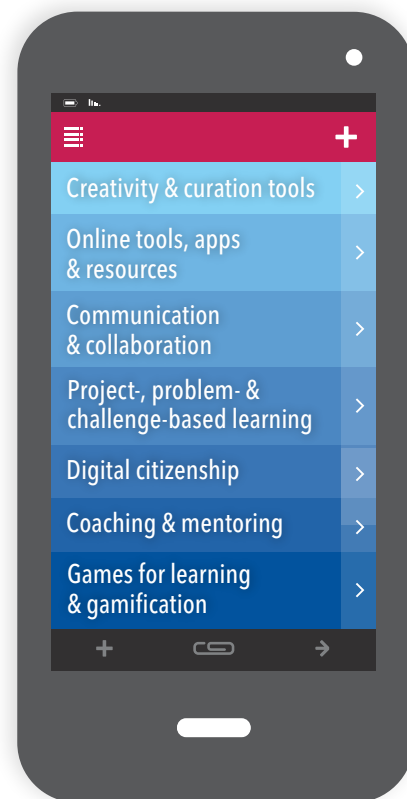 Creativity & curation tools
Online tools, apps
& resources
Communication
& collaboration
Project-, problem- &
challenge-based learning
Digital citizenship
Coaching & mentoring
Games for learning
& gamification